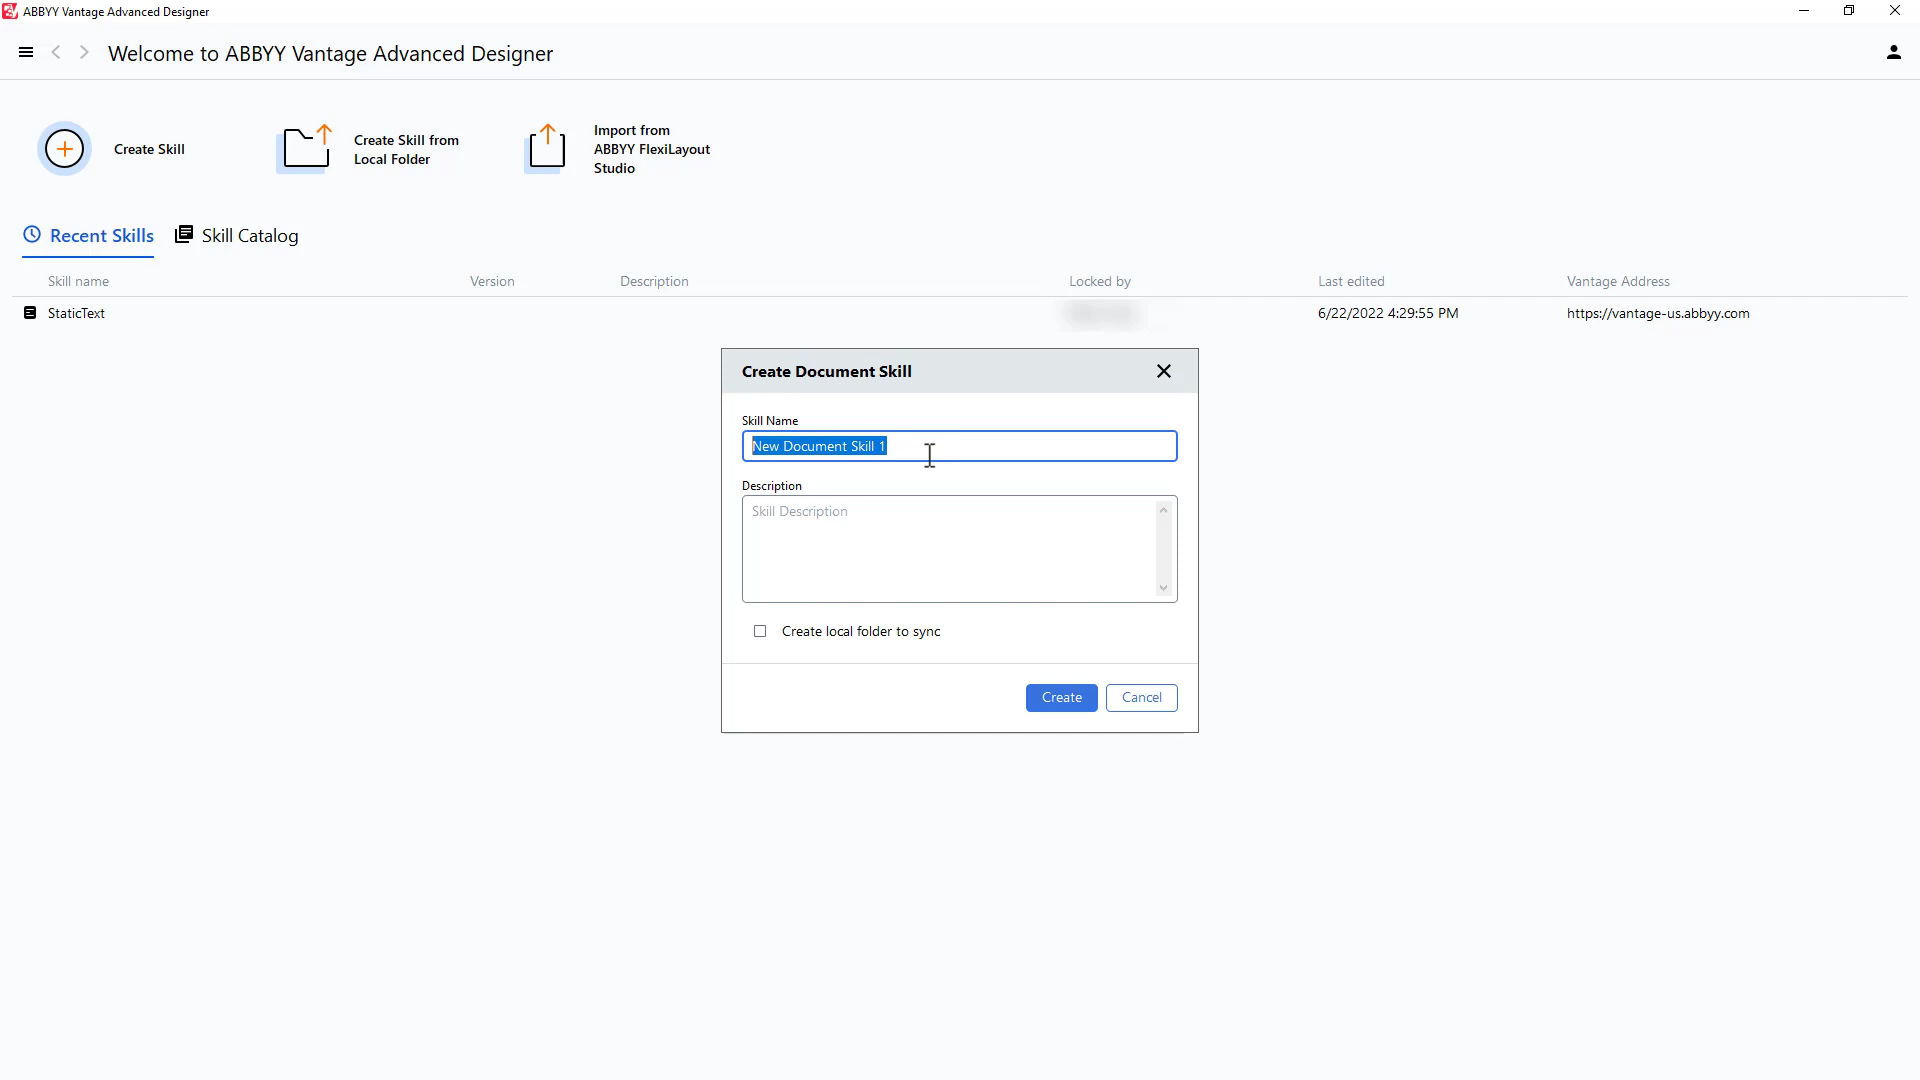 ABBYY Vantage Advanced Designer
Welcome to ABBYY Vantage Advanced Designer
Create Skill
Create Skill from
Local Folder
Import from
ABBYY FlexiLayout
Studio
Recent Skills
Skill Catalog
Skill name Version Description Locked by Last edited Vantage Address
StaticText 6/22/2022 4:29:55 PM https://vantage-us.abbyy.com
Create Document Skill
Skill Name
New Document Skill 1
Description
Skill Description
Create local folder to sync
Create Cancel